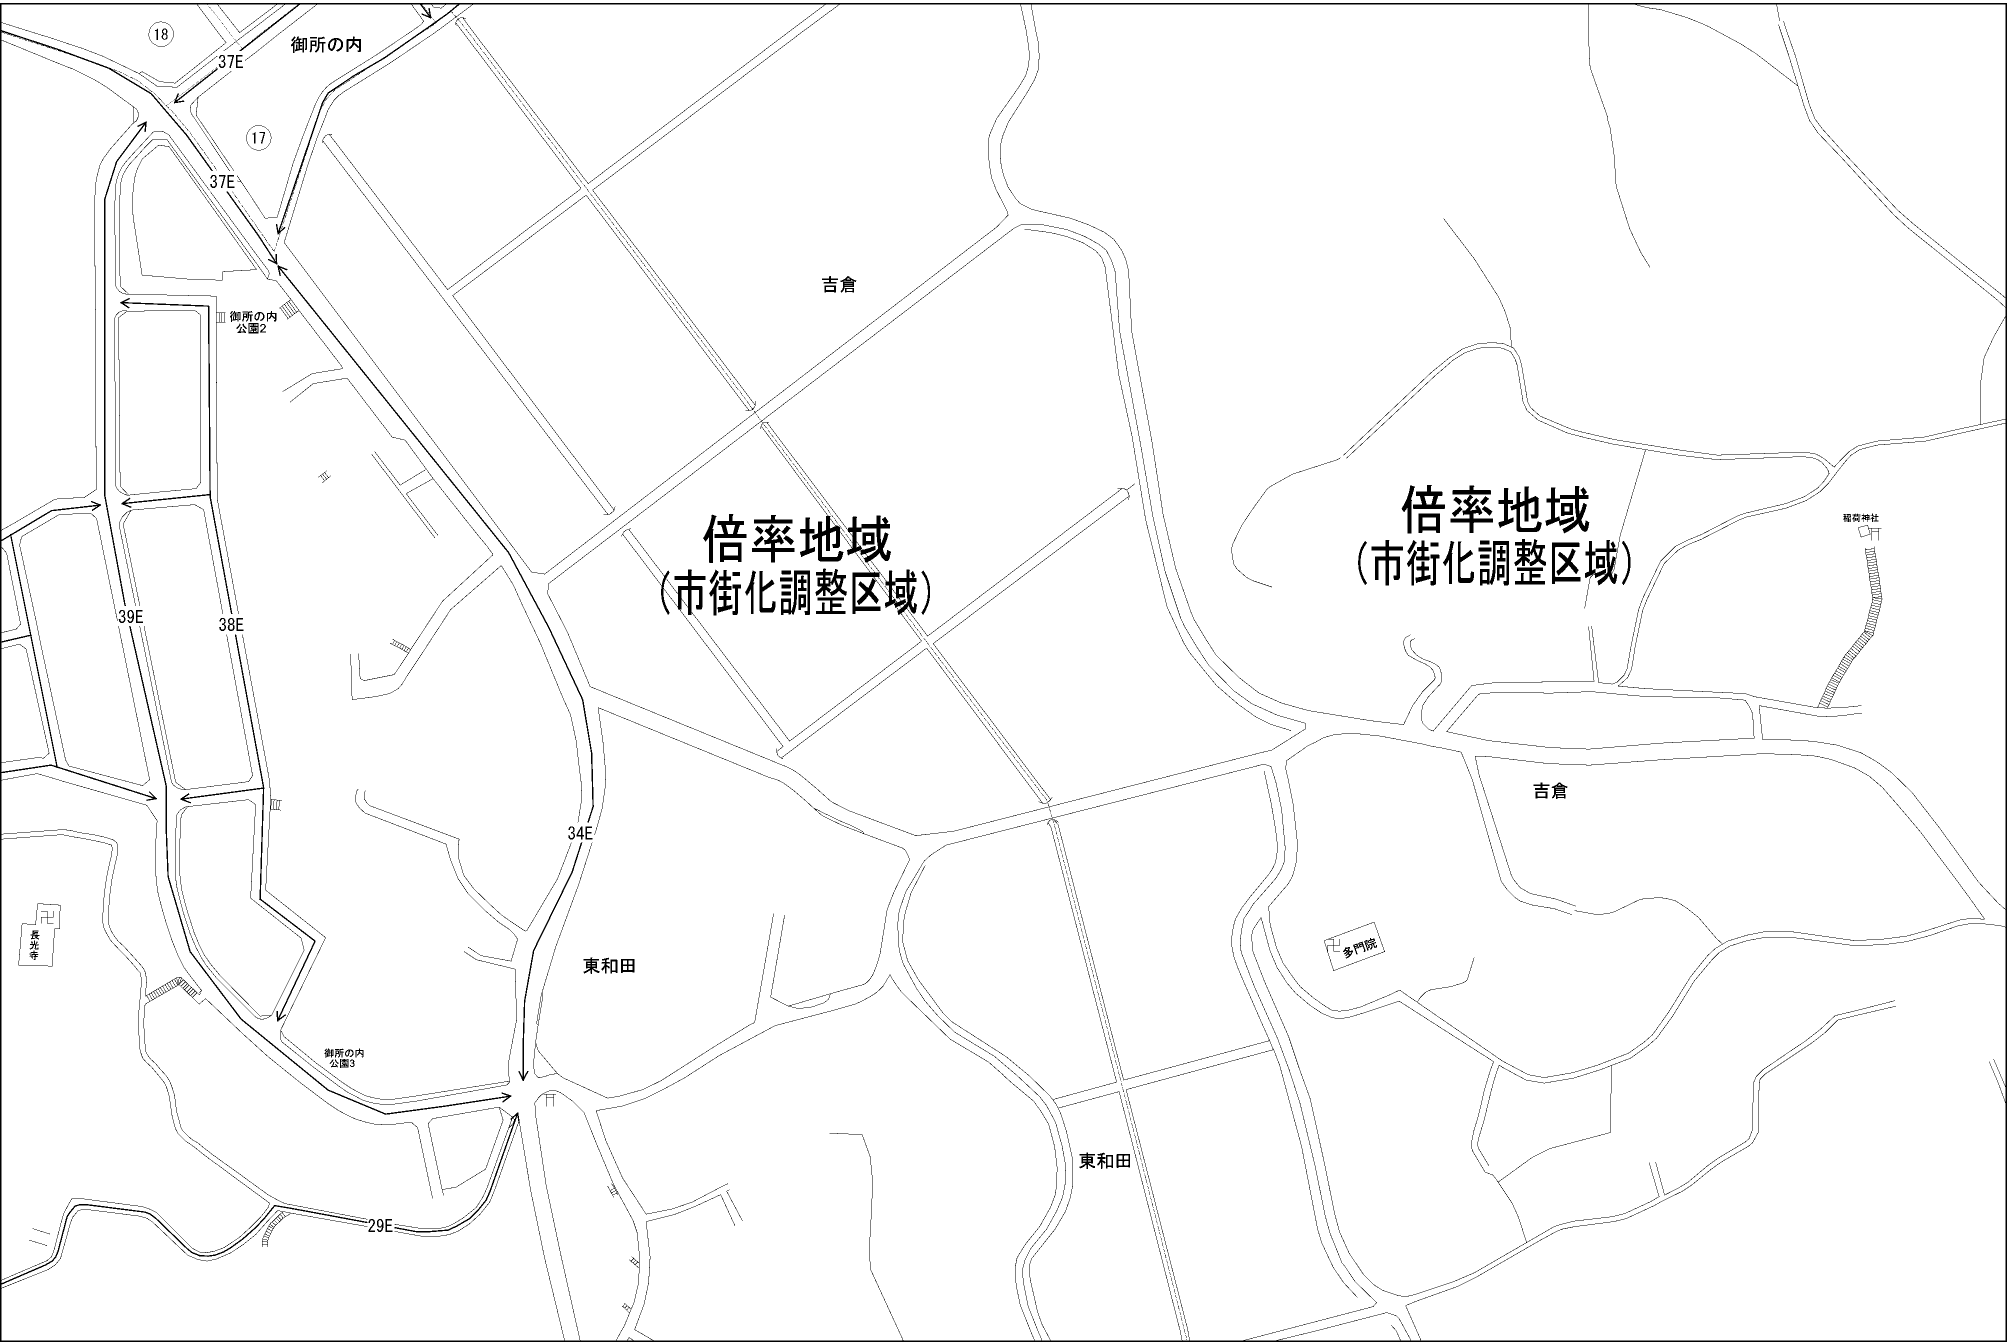 18
御所の内
37E
17
37E
吉倉
御所の内
公園2
倍率地域
(市街化調整区域)
倍率地域
(市街化調整区域)
稲荷神社
39E
38E
吉倉
34E
長光寺
多門院
東和田
御所の内
公園3
東和田
29E